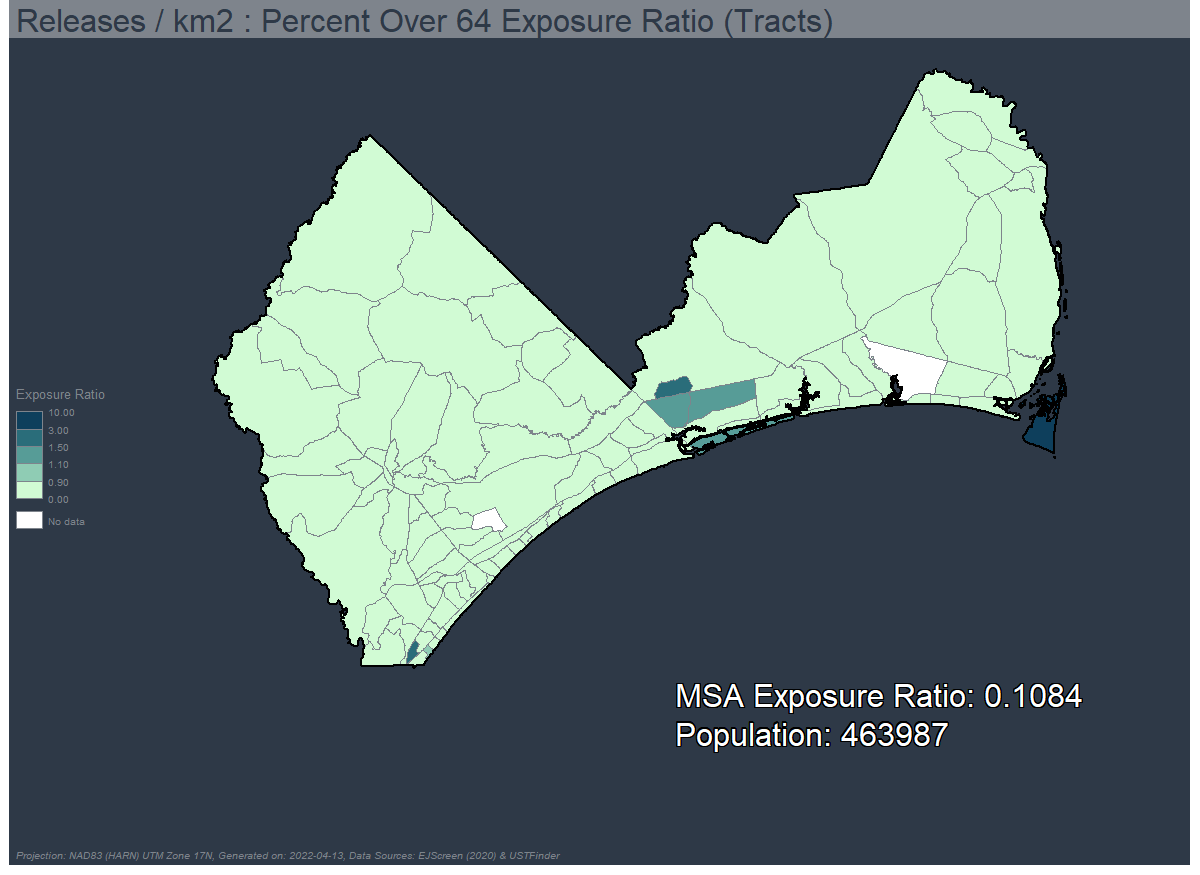 Releases / km2 : Percent Over 64 Exposure Ratio (Tracts)
Exposure Ratio
10.00
3.00
1.50
1.10
0.90
0.00
No data
MSA Exposure Ratio: 0.1084
Population: 463987
Projection: NAD83 (HARN) UTM Zone 17N, Generated on: 2022-04-13, Data Sources: EJScreen (2020) & USTFinder